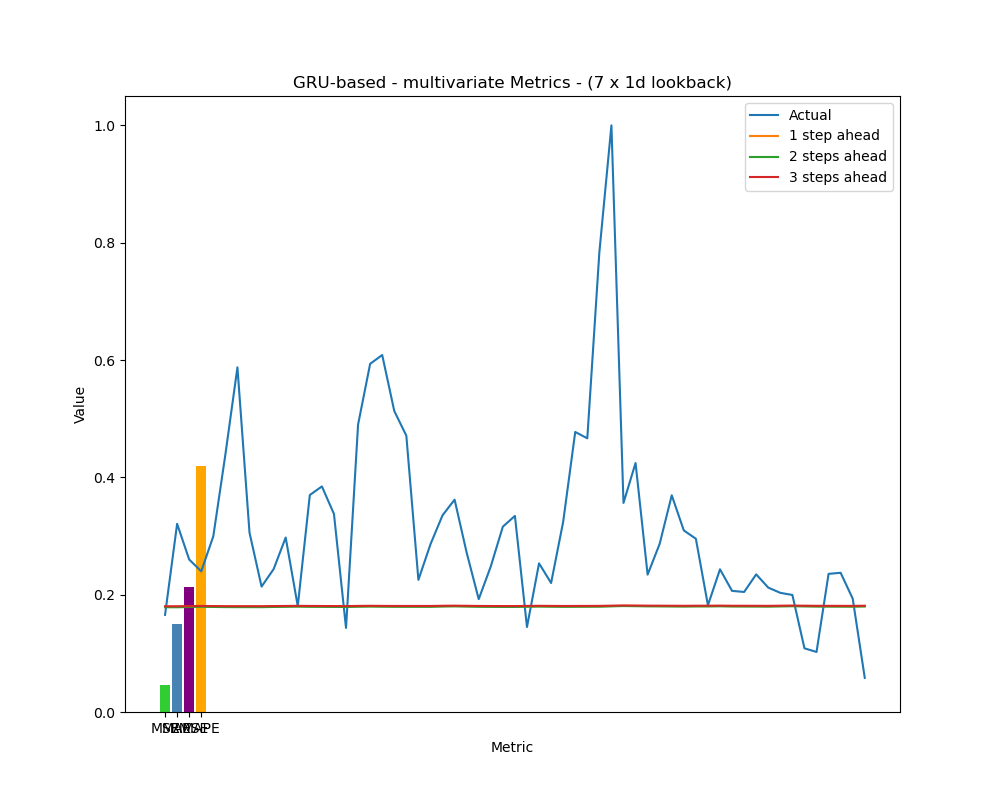 GRU-based - multivariate Metrics - (7 x 1d lookback)
Actual
1 step ahead
2 steps ahead
3 steps ahead
1.0
0.8
0.6
0.4
0.2
0.0
Value
Metric